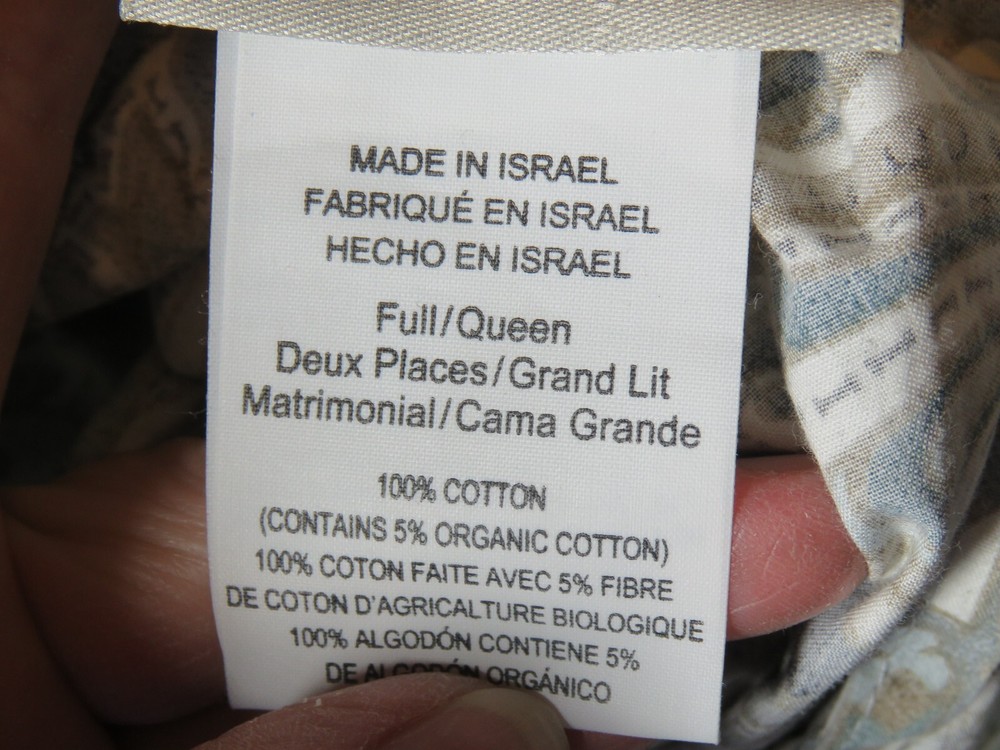 MADE IN ISRAEL
FABRIQUÉ EN ISRAEL
HECHO EN ISRAEL
Full/Queen
Deux Places/Grand Lit
Matrimonial/Cama Grande
100% COTTON
(CONTAINS 5% ORGANIC COTTON)
100% COTON FAITE AVEC 5% FIBRE
DE COTON D'AGRICALTURE BIOLOGIQUE
100% ALGODÓN CONTIENE 5%
DE ALGODÓN ORGÁNICO